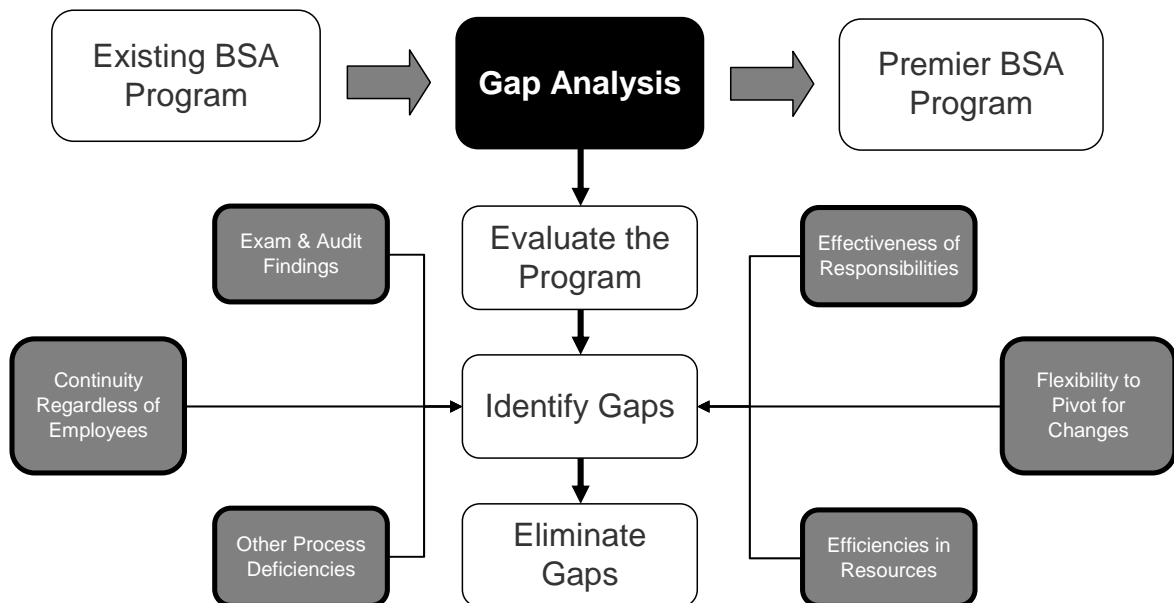 Existing BSA
Program
Gap Analysis
Premier BSA
Program
Exam & Audit
Findings
Evaluate the
Program
Effectiveness of
Responsibilities
Continuity
Regardless of
Employees
Identify Gaps
Flexibility to
Pivot for
Changes
Other Process
Deficiencies
Eliminate
Gaps
Efficiencies in
Resources